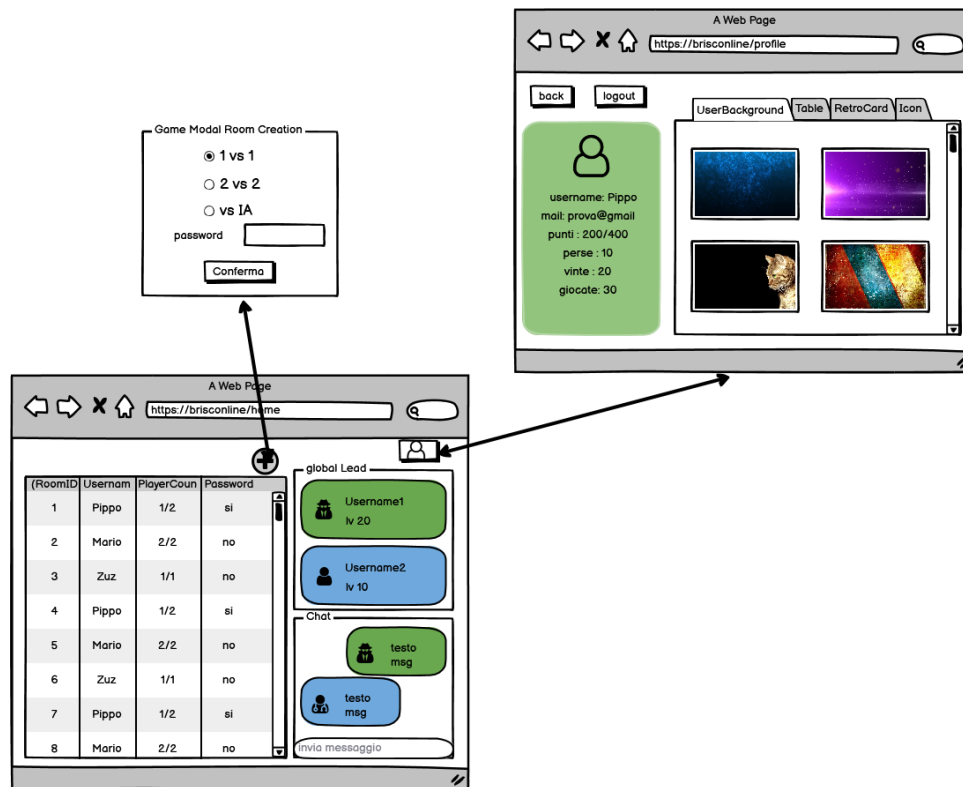 A Web Page
https://brisconline/profile
back
logout
UserBackground
Table
RetroCard
Icon
username: Pippo
mail: prova@gmail
punti : 200/400
perse : 10
vinte : 20
giocate: 30
Game Modal Room Creation
1 vs 1
2 vs 2
vs IA
password
Conferma
A Web Page
https://brisconline/home
(RoomID Usernam PlayerCoun Password
1 Pippo 1/2 si
2 Mario 2/2 no
3 Zuz 1/1 no
4 Pippo 1/2 si
5 Mario 2/2 no
6 Zuz 1/1 no
7 Pippo 1/2 si
8 Mario 2/2 no
global Lead
Username1
lv 20
Username2
lv 10
Chat
testo
msg
testo
msg
invia messaggio